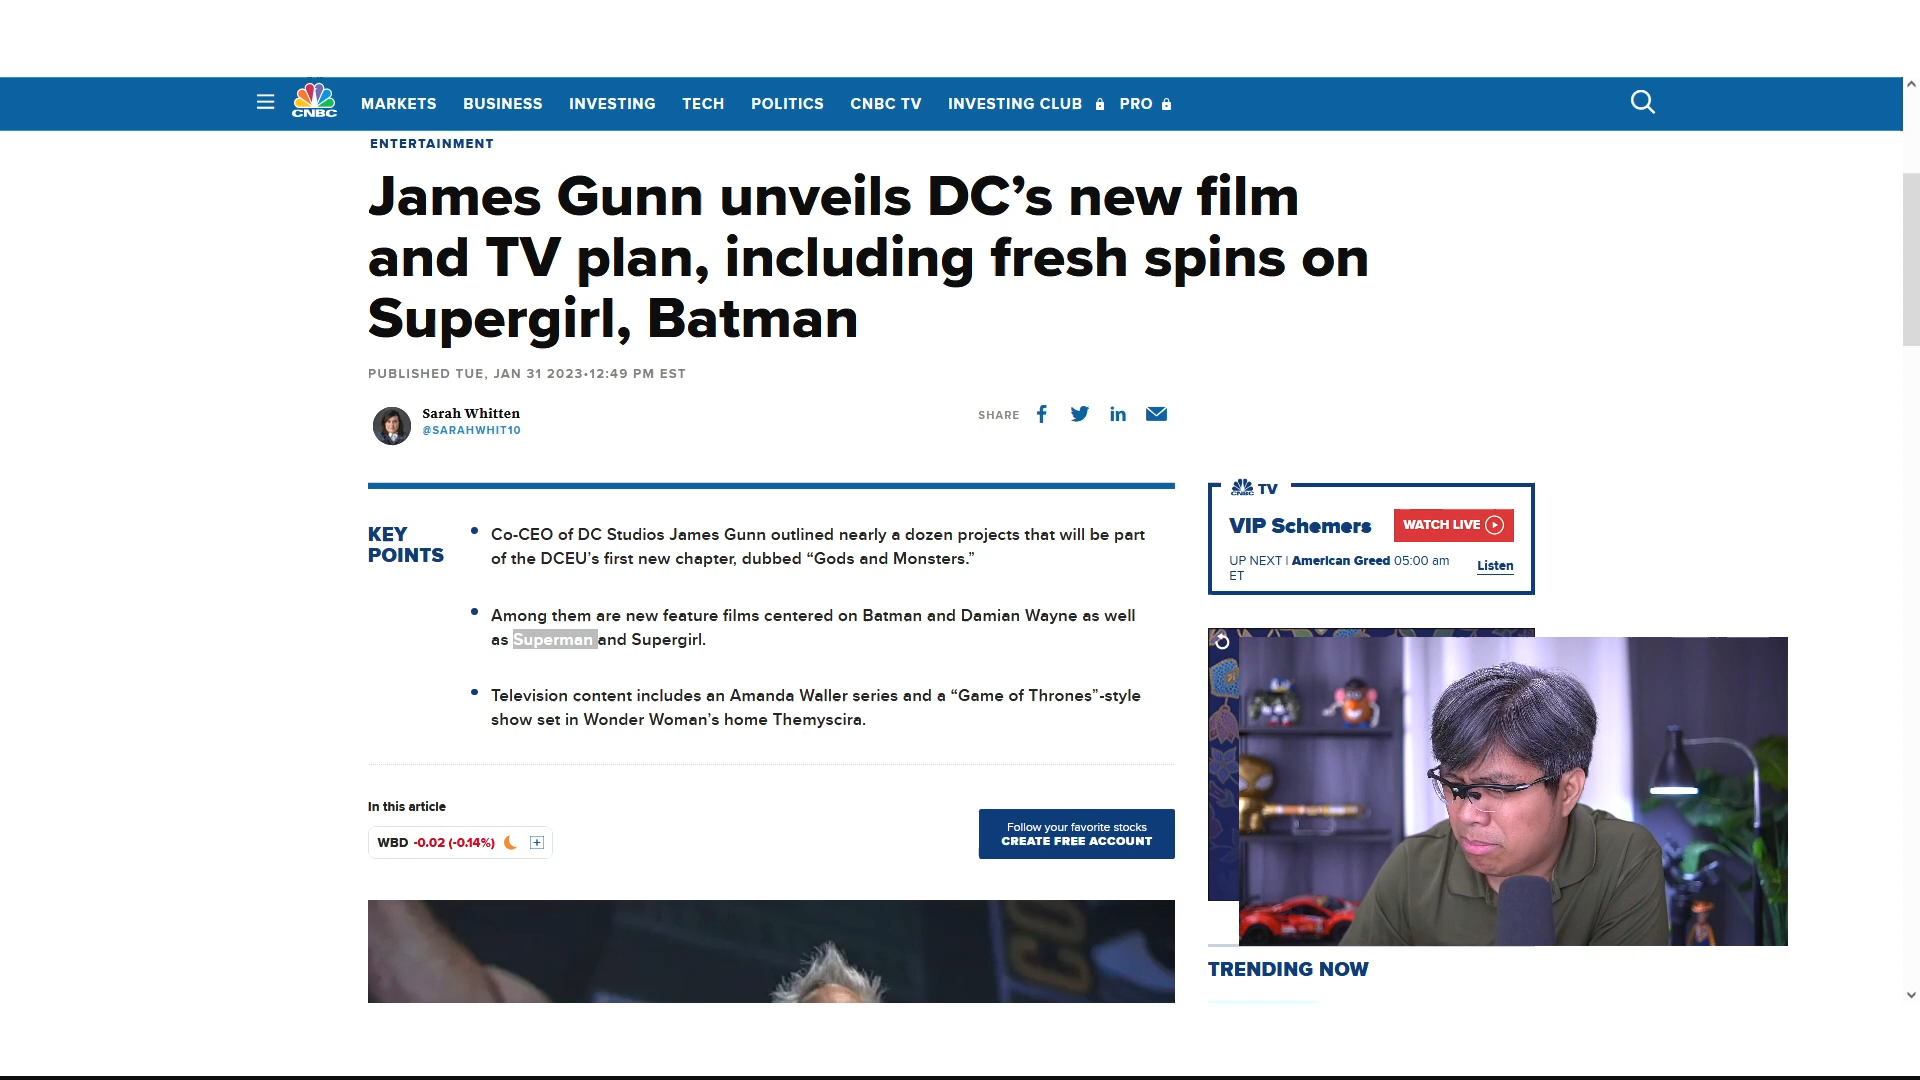 CNBC
MARKETS BUSINESS INVESTING TECH POLITICS CNBC TV INVESTING CLUB PRO
ENTERTAINMENT
James Gunn unveils DC’s new film
and TV plan, including fresh spins on
Supergirl, Batman
PUBLISHED TUE, JAN 31 2023•12:49 PM EST
Sarah Whitten
@SARAHWHIT10
SHARE
KEY
POINTS
Co-CEO of DC Studios James Gunn outlined nearly a dozen projects that will be part
of the DCEU’s first new chapter, dubbed “Gods and Monsters.”
Among them are new feature films centered on Batman and Damian Wayne as well
as Superman and Supergirl.
Television content includes an Amanda Waller series and a “Game of Thrones”-style
show set in Wonder Woman’s home Themyscira.
In this article
WBD -0.02 (-0.14%)
Follow your favorite stocks
CREATE FREE ACCOUNT
CNBC TV
VIP Schemers
WATCH LIVE
UP NEXT | American Greed 05:00 am
ET
Listen
CO
TRENDING NOW